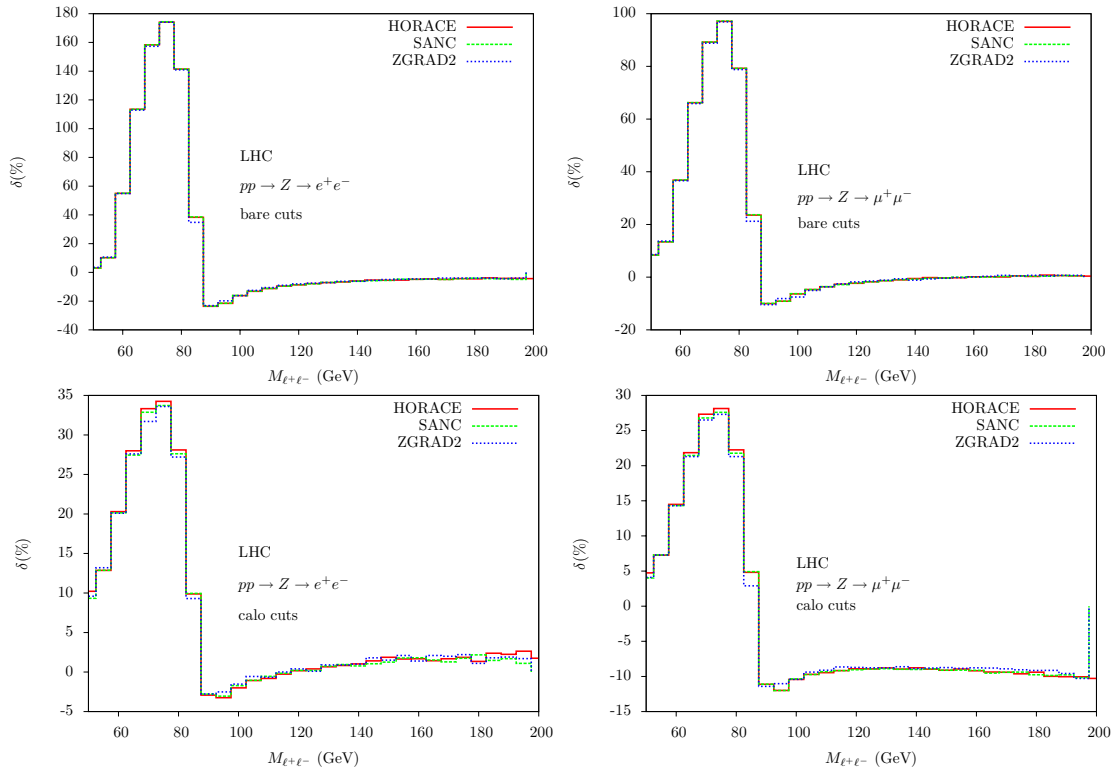 180
160
140
120
100
80
60
40
20
0
-20
-40
δ(%)
60 80 100 120 140 160 180 200
M_{ℓ+ℓ−} (GeV)
HORACE
SANC
ZGRAD2
LHC
pp → Z → e⁺e⁻
bare cuts
100
80
60
40
20
0
-20
δ(%)
60 80 100 120 140 160 180 200
M_{ℓ+ℓ−} (GeV)
HORACE
SANC
ZGRAD2
LHC
pp → Z → μ⁺μ⁻
bare cuts
35
30
25
20
15
10
5
0
-5
δ(%)
60 80 100 120 140 160 180 200
M_{ℓ+ℓ−} (GeV)
HORACE
SANC
ZGRAD2
LHC
pp → Z → e⁺e⁻
calo cuts
30
25
20
15
10
5
0
-5
-10
-15
δ(%)
60 80 100 120 140 160 180 200
M_{ℓ+ℓ−} (GeV)
HORACE
SANC
ZGRAD2
LHC
pp → Z → μ⁺μ⁻
calo cuts